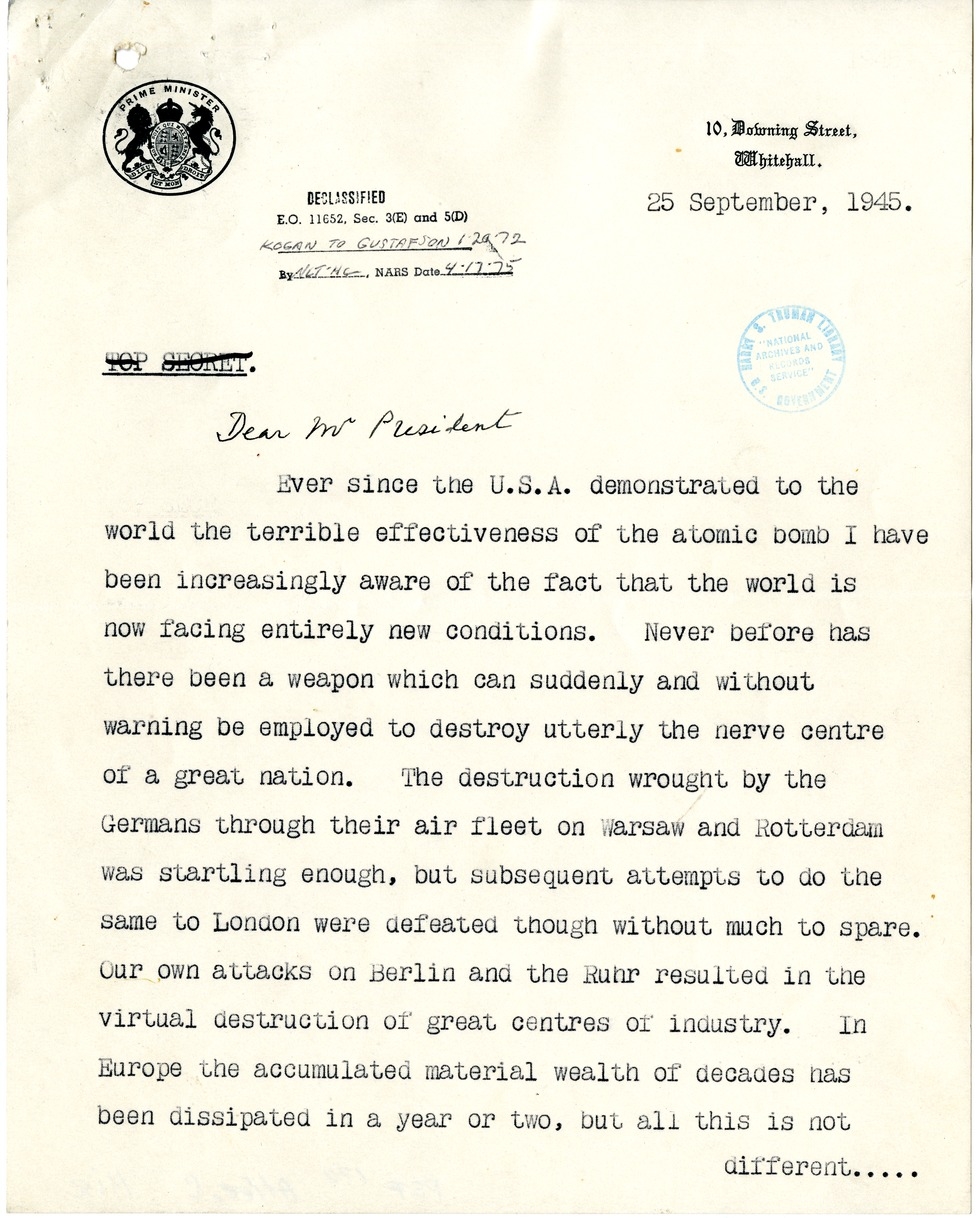 PRIME MINISTER
DIEU ET MON DROIT
10, Downing Street,
Whitehall.
25 September, 1945.
DECLASSIFIED
E.O. 11652, Sec. 3(E) and 5(D)
KOGAN TO GUSTAFSON 1-29-72
By NLT-HC, NARS Date 4-17-75
HARRY S. TRUMAN LIBRARY
"NATIONAL
ARCHIVES AND
RECORDS
SERVICE"
U.S. GOVERNMENT
TOP SECRET.
Dear Mr President
Ever since the U.S.A. demonstrated to the
world the terrible effectiveness of the atomic bomb I have
been increasingly aware of the fact that the world is
now facing entirely new conditions. Never before has
there been a weapon which can suddenly and without
warning be employed to destroy utterly the nerve centre
of a great nation. The destruction wrought by the
Germans through their air fleet on Warsaw and Rotterdam
was startling enough, but subsequent attempts to do the
same to London were defeated though without much to spare.
Our own attacks on Berlin and the Ruhr resulted in the
virtual destruction of great centres of industry. In
Europe the accumulated material wealth of decades has
been dissipated in a year or two, but all this is not
different.....